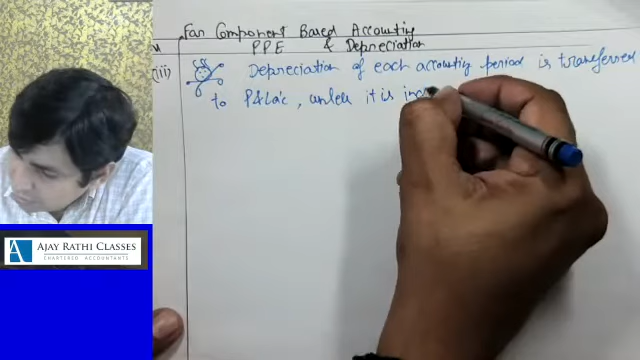 For Component Based Accounting
PPE & Depreciation
(iii) Depreciation of each accounting period is transferred
to P&L a/c, unless it is
AJAY RATHI CLASSES
CHARTERED ACCOUNTANTS